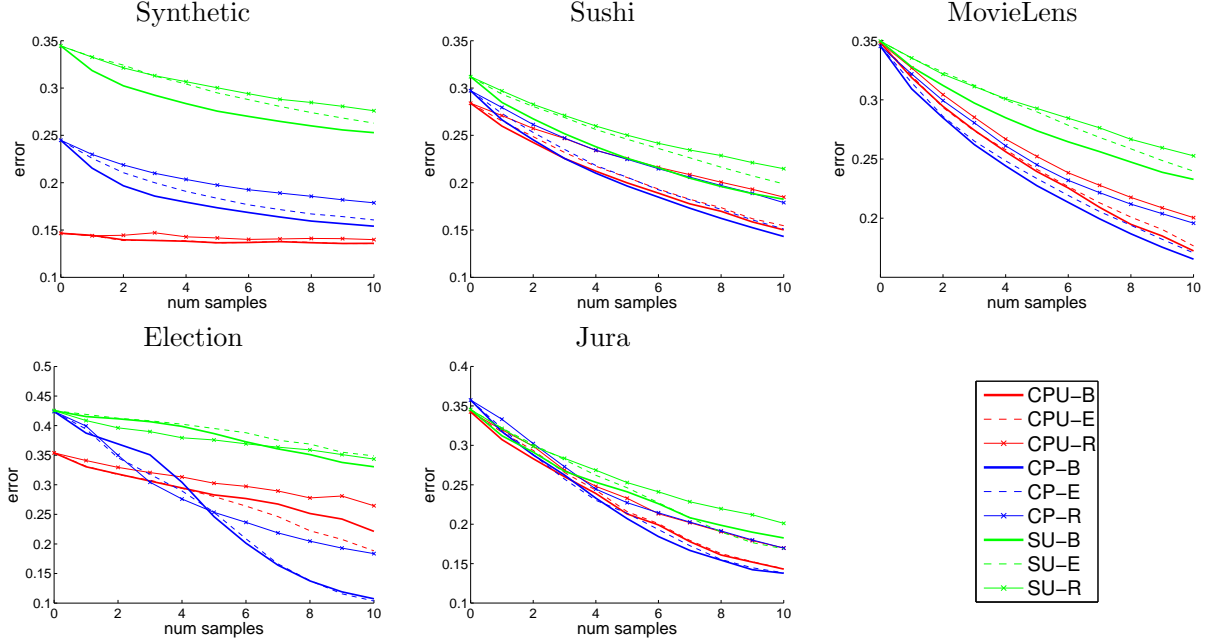 Synthetic
0.35
0.3
0.25
0.2
0.15
0.1
error
0 2 4 6 8 10
num samples
Sushi
0.35
0.3
0.25
0.2
0.15
0.1
error
0 2 4 6 8 10
num samples
MovieLens
0.35
0.3
0.25
0.2
error
0 2 4 6 8 10
num samples
Election
0.5
0.45
0.4
0.35
0.3
0.25
0.2
0.15
0.1
error
0 2 4 6 8 10
num samples
Jura
0.4
0.35
0.3
0.25
0.2
0.15
0.1
error
0 2 4 6 8 10
num samples
CPU−B
CPU−E
CPU−R
CP−B
CP−E
CP−R
SU−B
SU−E
SU−R